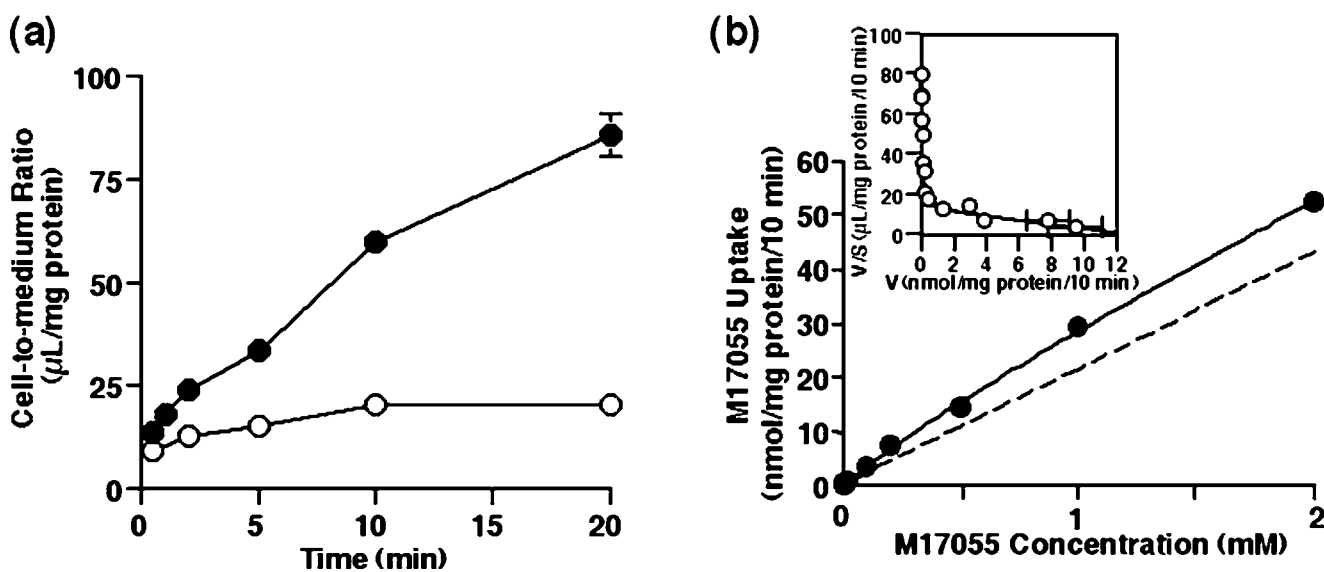 (a)
Cell-to-medium Ratio
(μL/mg protein)
100
75
50
25
0
0 5 10 15 20
Time (min)
(b)
M17055 Uptake
(nmol/mg protein/10 min)
60
50
40
30
20
10
0
0 1 2
M17055 Concentration (mM)
V/S (μL/mg protein/10 min)
100
80
60
40
20
0
0 2 4 6 8 10 12
V (nmol/mg protein/10 min)